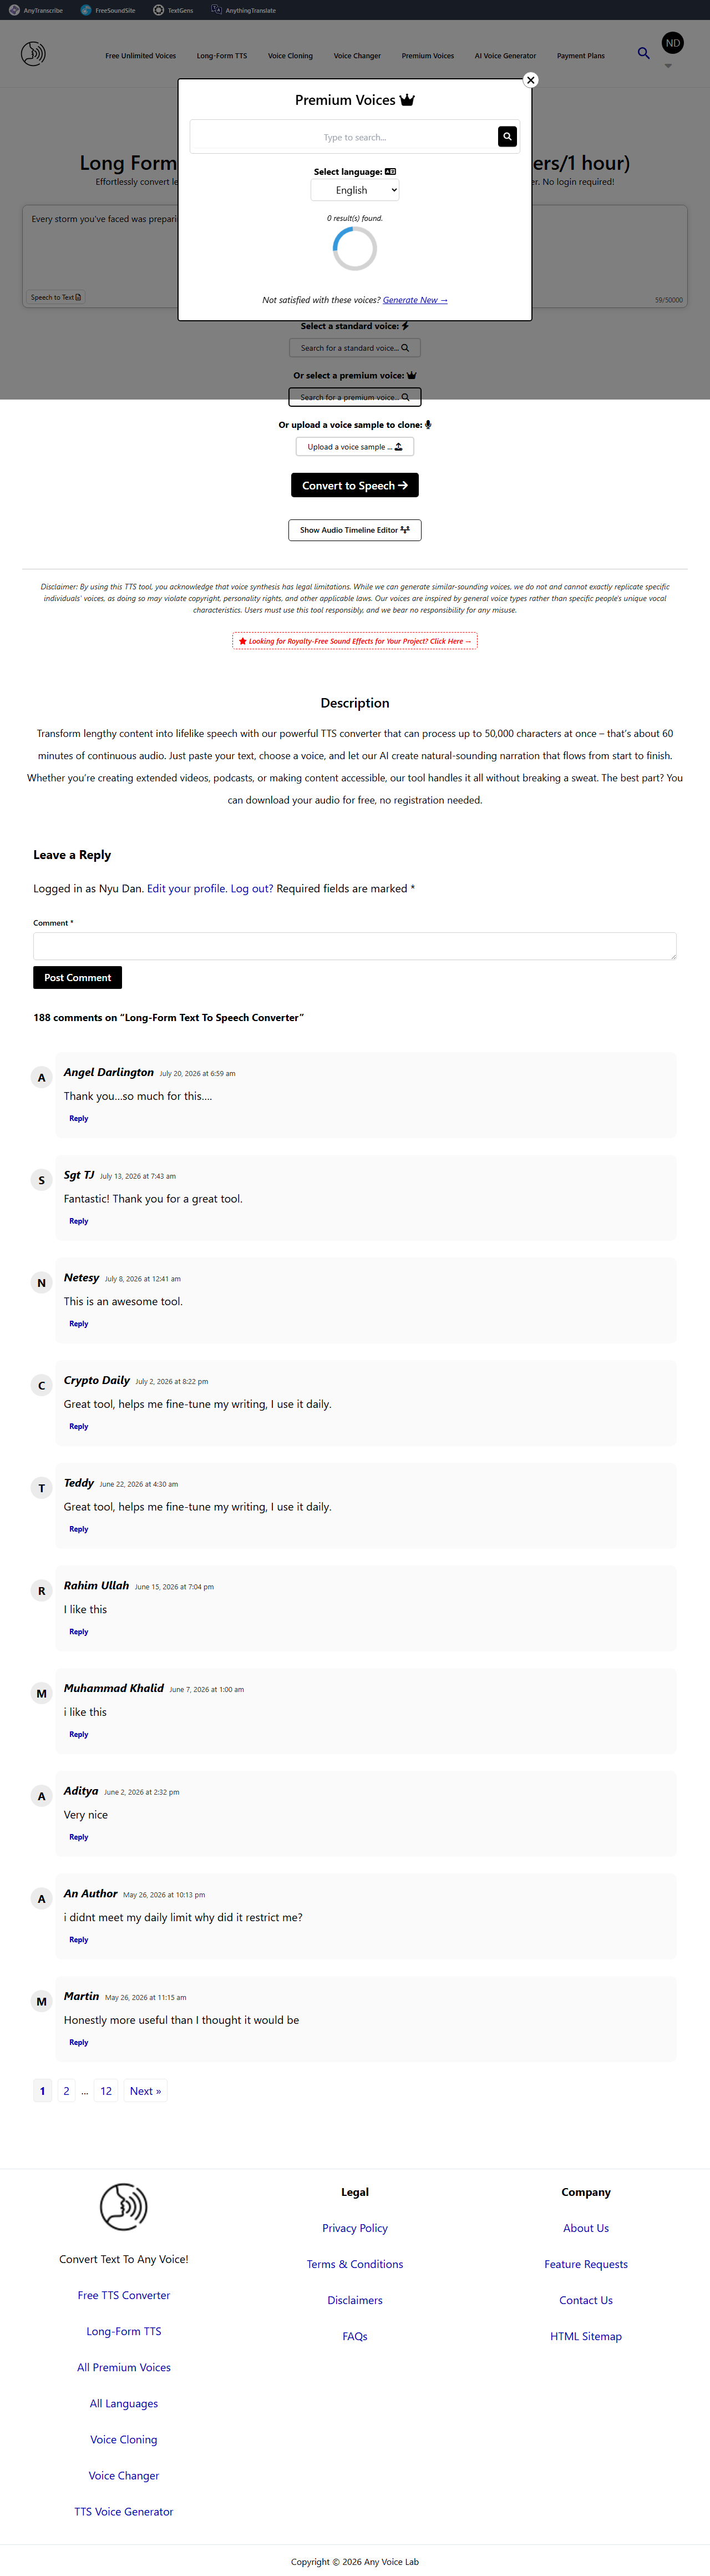 AnyTranscribe FreeSoundSite TextGens AnythingTranslate
Free Unlimited Voices Long-Form TTS Voice Cloning Voice Changer Premium Voices AI Voice Generator Payment Plans ND
Premium Voices
Type to search...
Select language:
English
0 result(s) found.
Not satisfied with these voices? Generate New →
Long Form ers/1 hour)
Effortlessly convert le er. No login required!
Every storm you've faced was prepari
Speech to Text 59/50000
Select a standard voice:
Search for a standard voice...
Or select a premium voice:
Search for a premium voice...
Or upload a voice sample to clone:
Upload a voice sample ...
Convert to Speech →
Show Audio Timeline Editor
Disclaimer: By using this TTS tool, you acknowledge that voice synthesis has legal limitations. While we can generate similar-sounding voices, we do not and cannot exactly replicate specific
individuals' voices, as doing so may violate copyright, personality rights, and other applicable laws. Our voices are inspired by general voice types rather than specific people's unique vocal
characteristics. Users must use this tool responsibly, and we bear no responsibility for any misuse.
Looking for Royalty-Free Sound Effects for Your Project? Click Here →
Description
Transform lengthy content into lifelike speech with our powerful TTS converter that can process up to 50,000 characters at once – that's about 60
minutes of continuous audio. Just paste your text, choose a voice, and let our AI create natural-sounding narration that flows from start to finish.
Whether you're creating extended videos, podcasts, or making content accessible, our tool handles it all without breaking a sweat. The best part? You
can download your audio for free, no registration needed.
Leave a Reply
Logged in as Nyu Dan. Edit your profile. Log out? Required fields are marked *
Comment *
Post Comment
188 comments on “Long-Form Text To Speech Converter”
A Angel Darlington July 20, 2026 at 6:59 am
Thank you...so much for this....
Reply
S Sgt TJ July 13, 2026 at 7:43 am
Fantastic! Thank you for a great tool.
Reply
N Netesy July 8, 2026 at 12:41 am
This is an awesome tool.
Reply
C Crypto Daily July 2, 2026 at 8:22 pm
Great tool, helps me fine-tune my writing, I use it daily.
Reply
T Teddy June 22, 2026 at 4:30 am
Great tool, helps me fine-tune my writing, I use it daily.
Reply
R Rahim Ullah June 15, 2026 at 7:04 pm
I like this
Reply
M Muhammad Khalid June 7, 2026 at 1:00 am
i like this
Reply
A Aditya June 2, 2026 at 2:32 pm
Very nice
Reply
A An Author May 26, 2026 at 10:13 pm
i didnt meet my daily limit why did it restrict me?
Reply
M Martin May 26, 2026 at 11:15 am
Honestly more useful than I thought it would be
Reply
1 2 ... 12 Next »
Convert Text To Any Voice!
Free TTS Converter
Long-Form TTS
All Premium Voices
All Languages
Voice Cloning
Voice Changer
TTS Voice Generator
Legal
Privacy Policy
Terms & Conditions
Disclaimers
FAQs
Company
About Us
Feature Requests
Contact Us
HTML Sitemap
Copyright © 2026 Any Voice Lab